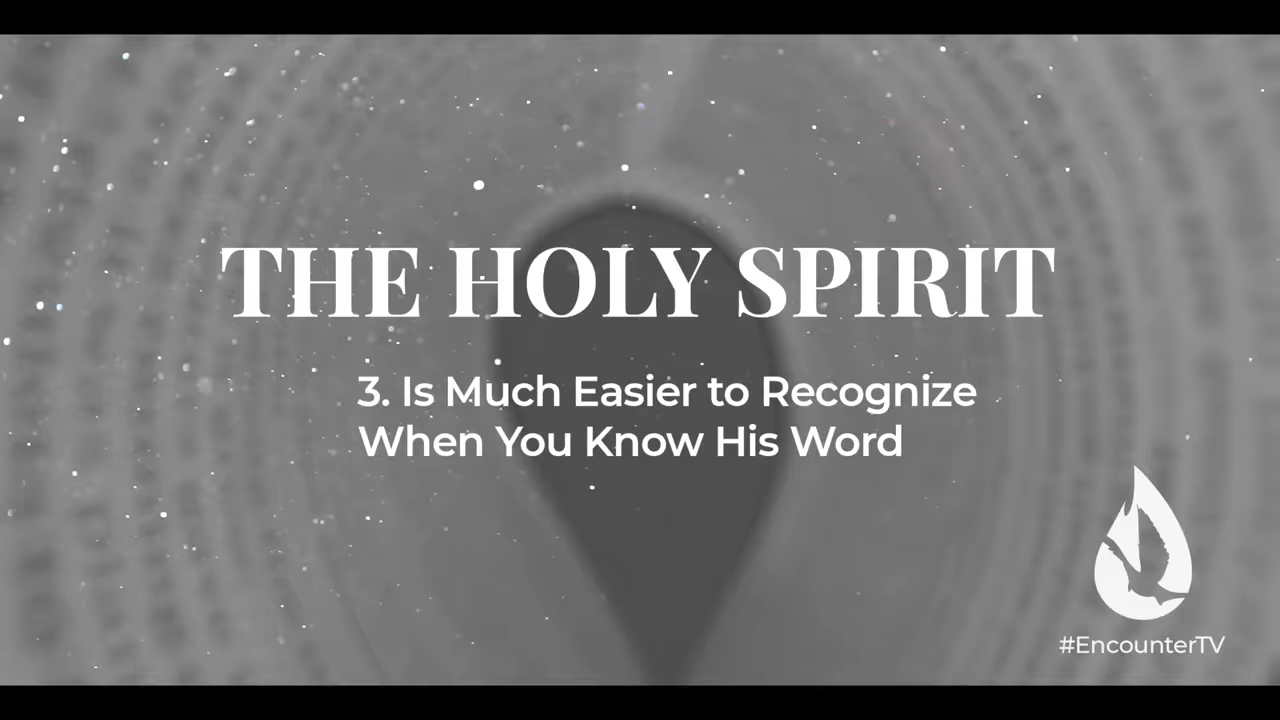 THE HOLY SPIRIT
3. Is Much Easier to Recognize
When You Know His Word
#EncounterTV